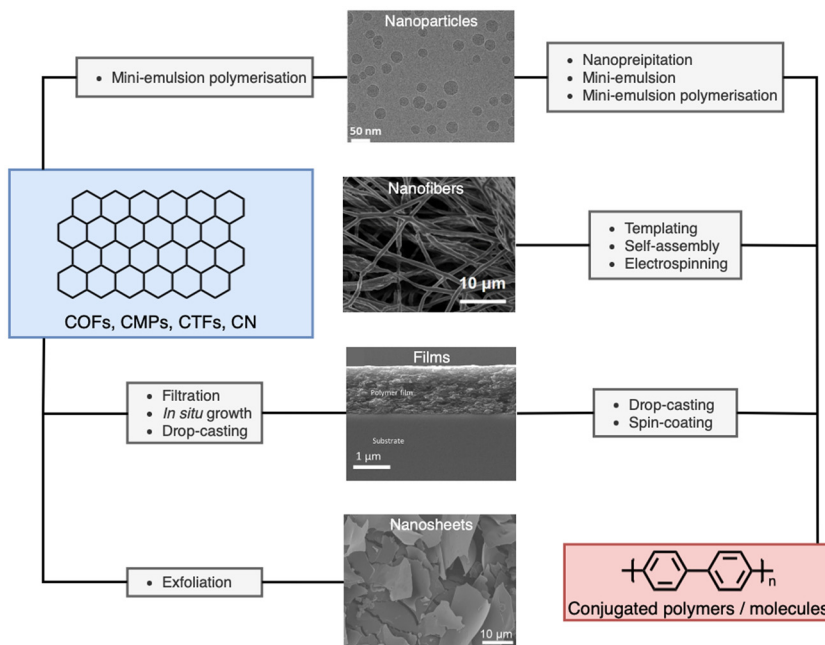 Nanoparticles
• Mini-emulsion polymerisation
50 nm
• Nanopreipitation
• Mini-emulsion
• Mini-emulsion polymerisation
COFs, CMPs, CTFs, CN
Nanofibers
10 µm
• Templating
• Self-assembly
• Electrospinning
• Filtration
• In situ growth
• Drop-casting
Films
Polymer film
Substrate
1 µm
• Drop-casting
• Spin-coating
• Exfoliation
Nanosheets
10 µm
n
Conjugated polymers / molecules